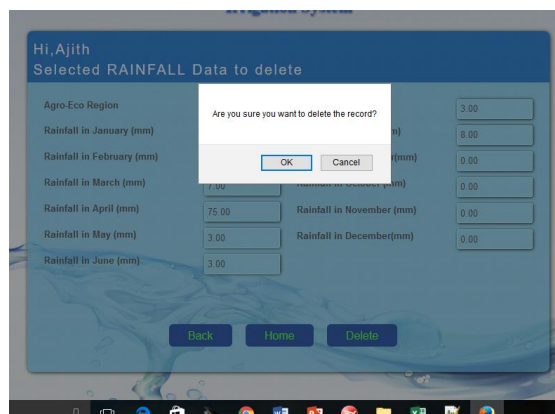 Hi,Ajith
Selected RAINFALL Data to delete
Are you sure you want to delete the record?
OK Cancel
Agro-Eco Region 3.00
Rainfall in January (mm) 8.00
Rainfall in February (mm) 0.00
Rainfall in March (mm) 7.00 0.00
Rainfall in April (mm) 75.00 Rainfall in November (mm) 0.00
Rainfall in May (mm) 3.00 Rainfall in December(mm) 0.00
Rainfall in June (mm) 3.00
Back Home Delete